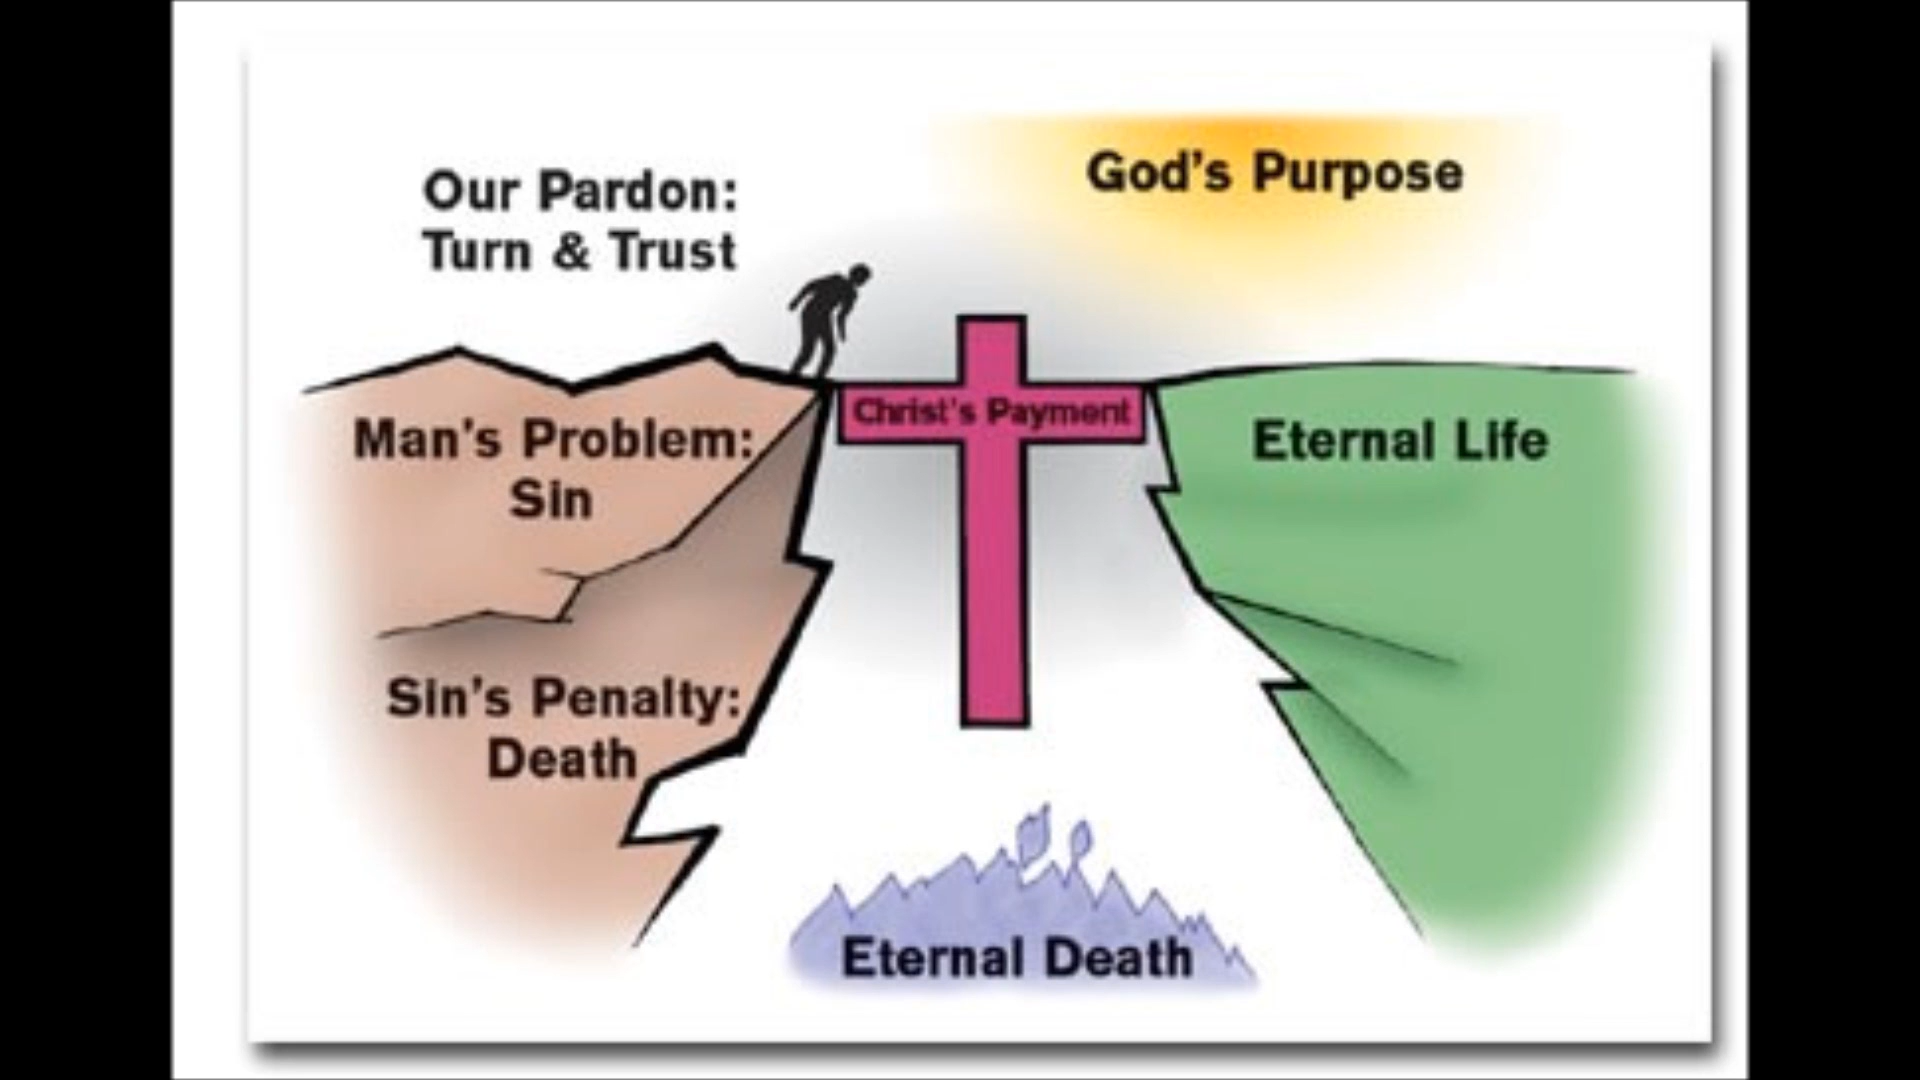 God's Purpose
Our Pardon:
Turn & Trust
Christ's Payment
Man's Problem:
Sin
Eternal Life
Sin's Penalty:
Death
Eternal Death